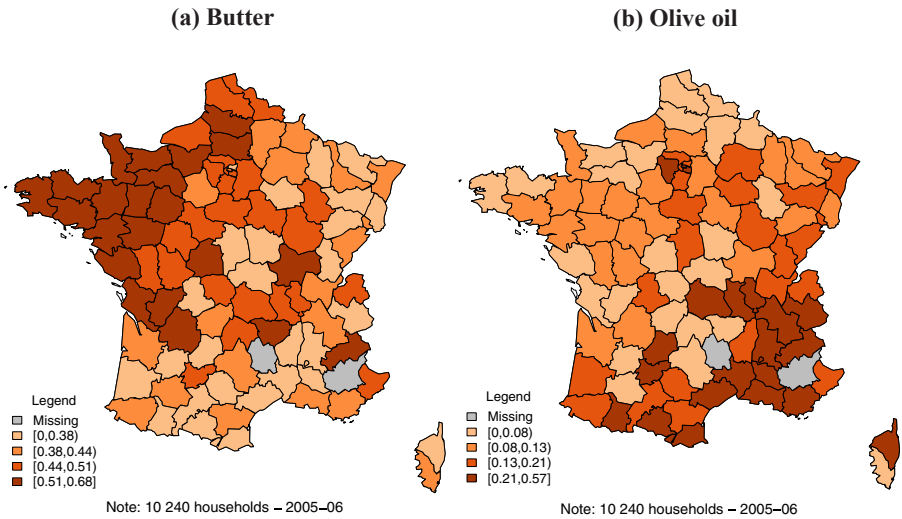 (a) Butter
(b) Olive oil
Legend
Missing
[0,0.38)
[0.38,0.44)
[0.44,0.51)
[0.51,0.68]
Note: 10 240 households – 2005–06
Legend
Missing
[0,0.08)
[0.08,0.13)
[0.13,0.21)
[0.21,0.57]
Note: 10 240 households – 2005–06